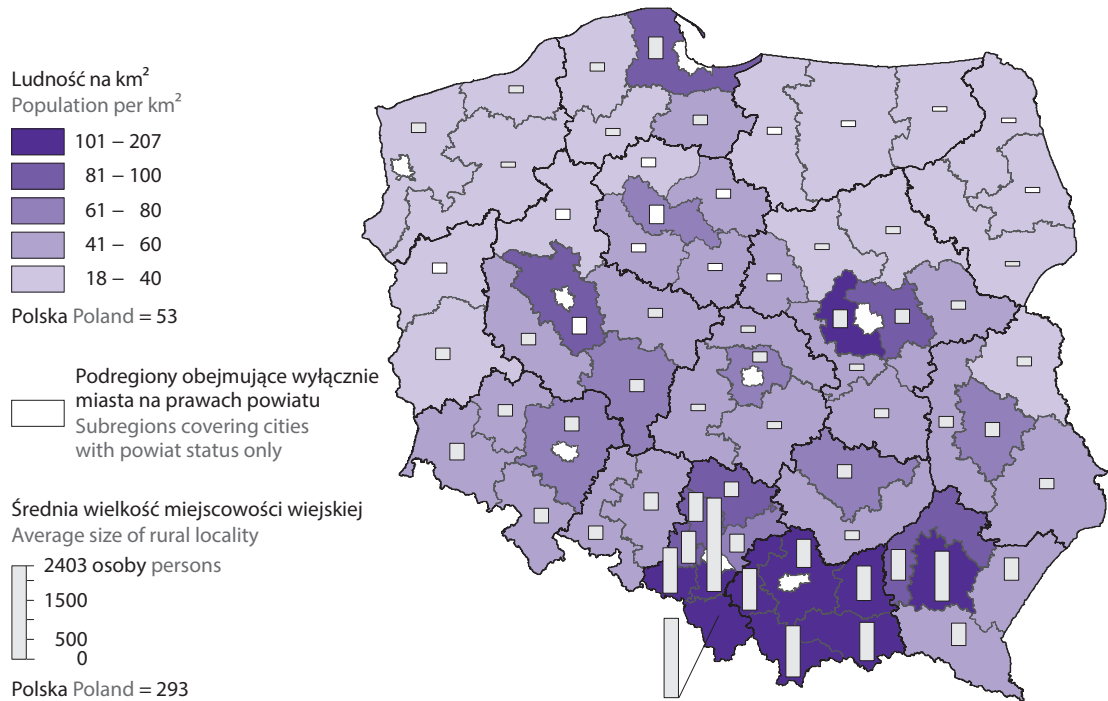 Ludność na km²
Population per km²
101 – 207
81 – 100
61 – 80
41 – 60
18 – 40
Polska Poland = 53
Podregiony obejmujące wyłącznie
miasta na prawach powiatu
Subregions covering cities
with powiat status only
Średnia wielkość miejscowości wiejskiej
Average size of rural locality
2403 osoby persons
1500
500
0
Polska Poland = 293